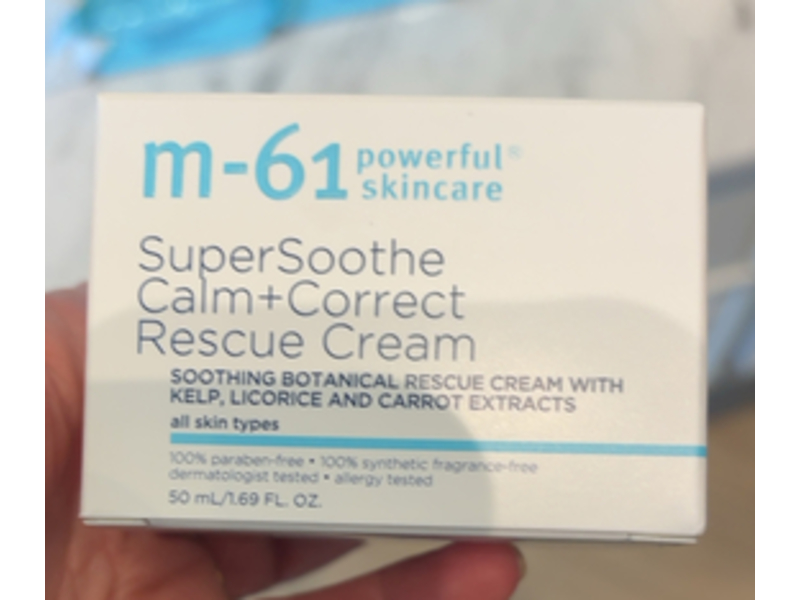 m-61 powerful®
skincare
SuperSoothe
Calm+Correct
Rescue Cream
SOOTHING BOTANICAL RESCUE CREAM WITH
KELP, LICORICE AND CARROT EXTRACTS
all skin types
100% paraben-free • 100% synthetic fragrance-free
dermatologist tested • allergy tested
50 mL/1.69 FL. OZ.